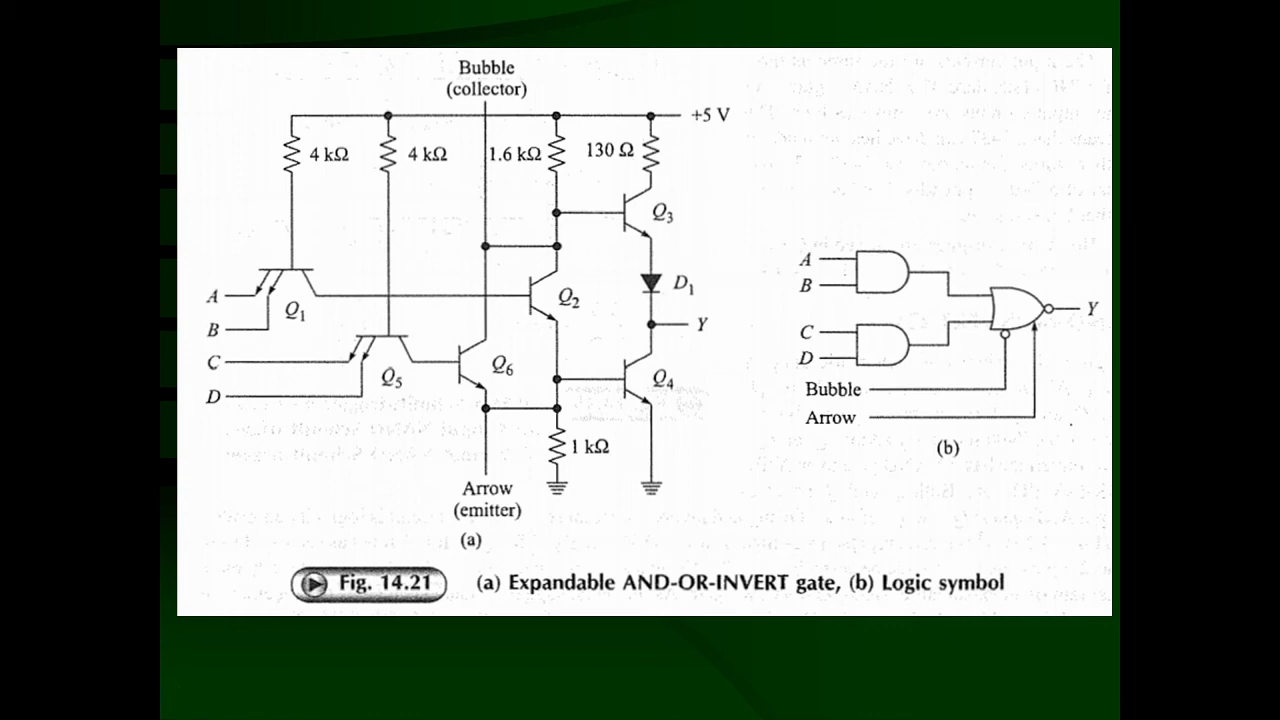 Bubble
(collector)
+5 V
4 kΩ
4 kΩ
1.6 kΩ
130 Ω
Q3
A
B
Q1
Q2
D1
Y
C
D
Q5
Q6
Q4
1 kΩ
Arrow
(emitter)
(a)
A
B
C
D
Y
Bubble
Arrow
(b)
Fig. 14.21 (a) Expandable AND-OR-INVERT gate, (b) Logic symbol